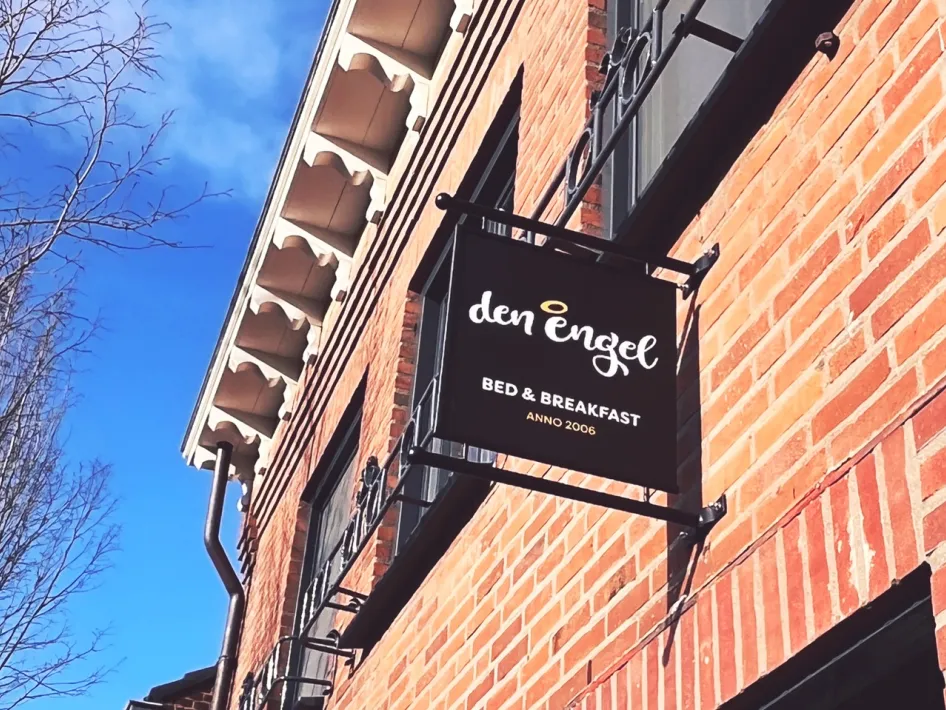 den engel
BED & BREAKFAST
ANNO 2006